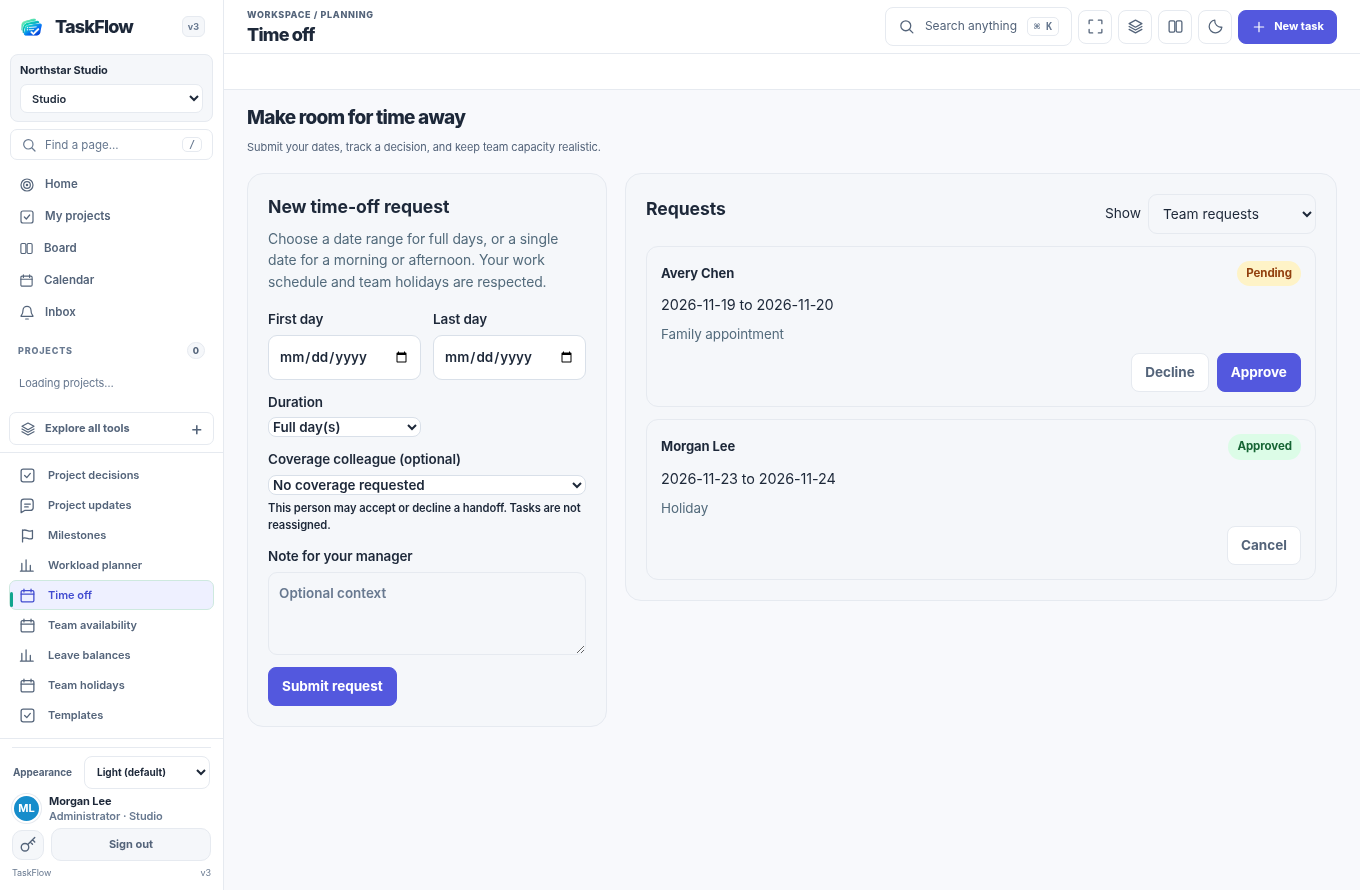 TaskFlow
v3
Northstar Studio
Studio
Find a page...
/
Home
My projects
Board
Calendar
Inbox
PROJECTS
0
Loading projects...
Explore all tools
+
Project decisions
Project updates
Milestones
Workload planner
Time off
Team availability
Leave balances
Team holidays
Templates
Appearance
Light (default)
ML
Morgan Lee
Administrator · Studio
Sign out
TaskFlow
v3
WORKSPACE / PLANNING
Time off
Search anything
⌘ K
New task
Make room for time away
Submit your dates, track a decision, and keep team capacity realistic.
New time-off request
Choose a date range for full days, or a single
date for a morning or afternoon. Your work
schedule and team holidays are respected.
First day
Last day
mm/dd/yyyy
mm/dd/yyyy
Duration
Full day(s)
Coverage colleague (optional)
No coverage requested
This person may accept or decline a handoff. Tasks are not
reassigned.
Note for your manager
Optional context
Submit request
Requests
Show
Team requests
Avery Chen
Pending
2026-11-19 to 2026-11-20
Family appointment
Decline
Approve
Morgan Lee
Approved
2026-11-23 to 2026-11-24
Holiday
Cancel